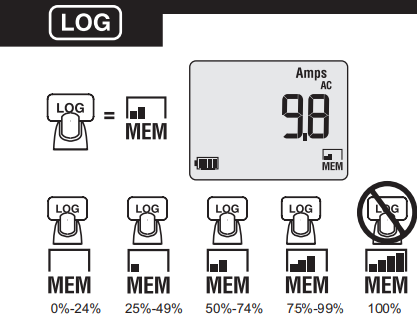 LOG
Amps
AC
LOG = MEM
9.8
MEM
LOG LOG LOG LOG LOG
MEM MEM MEM MEM MEM
0%-24% 25%-49% 50%-74% 75%-99% 100%